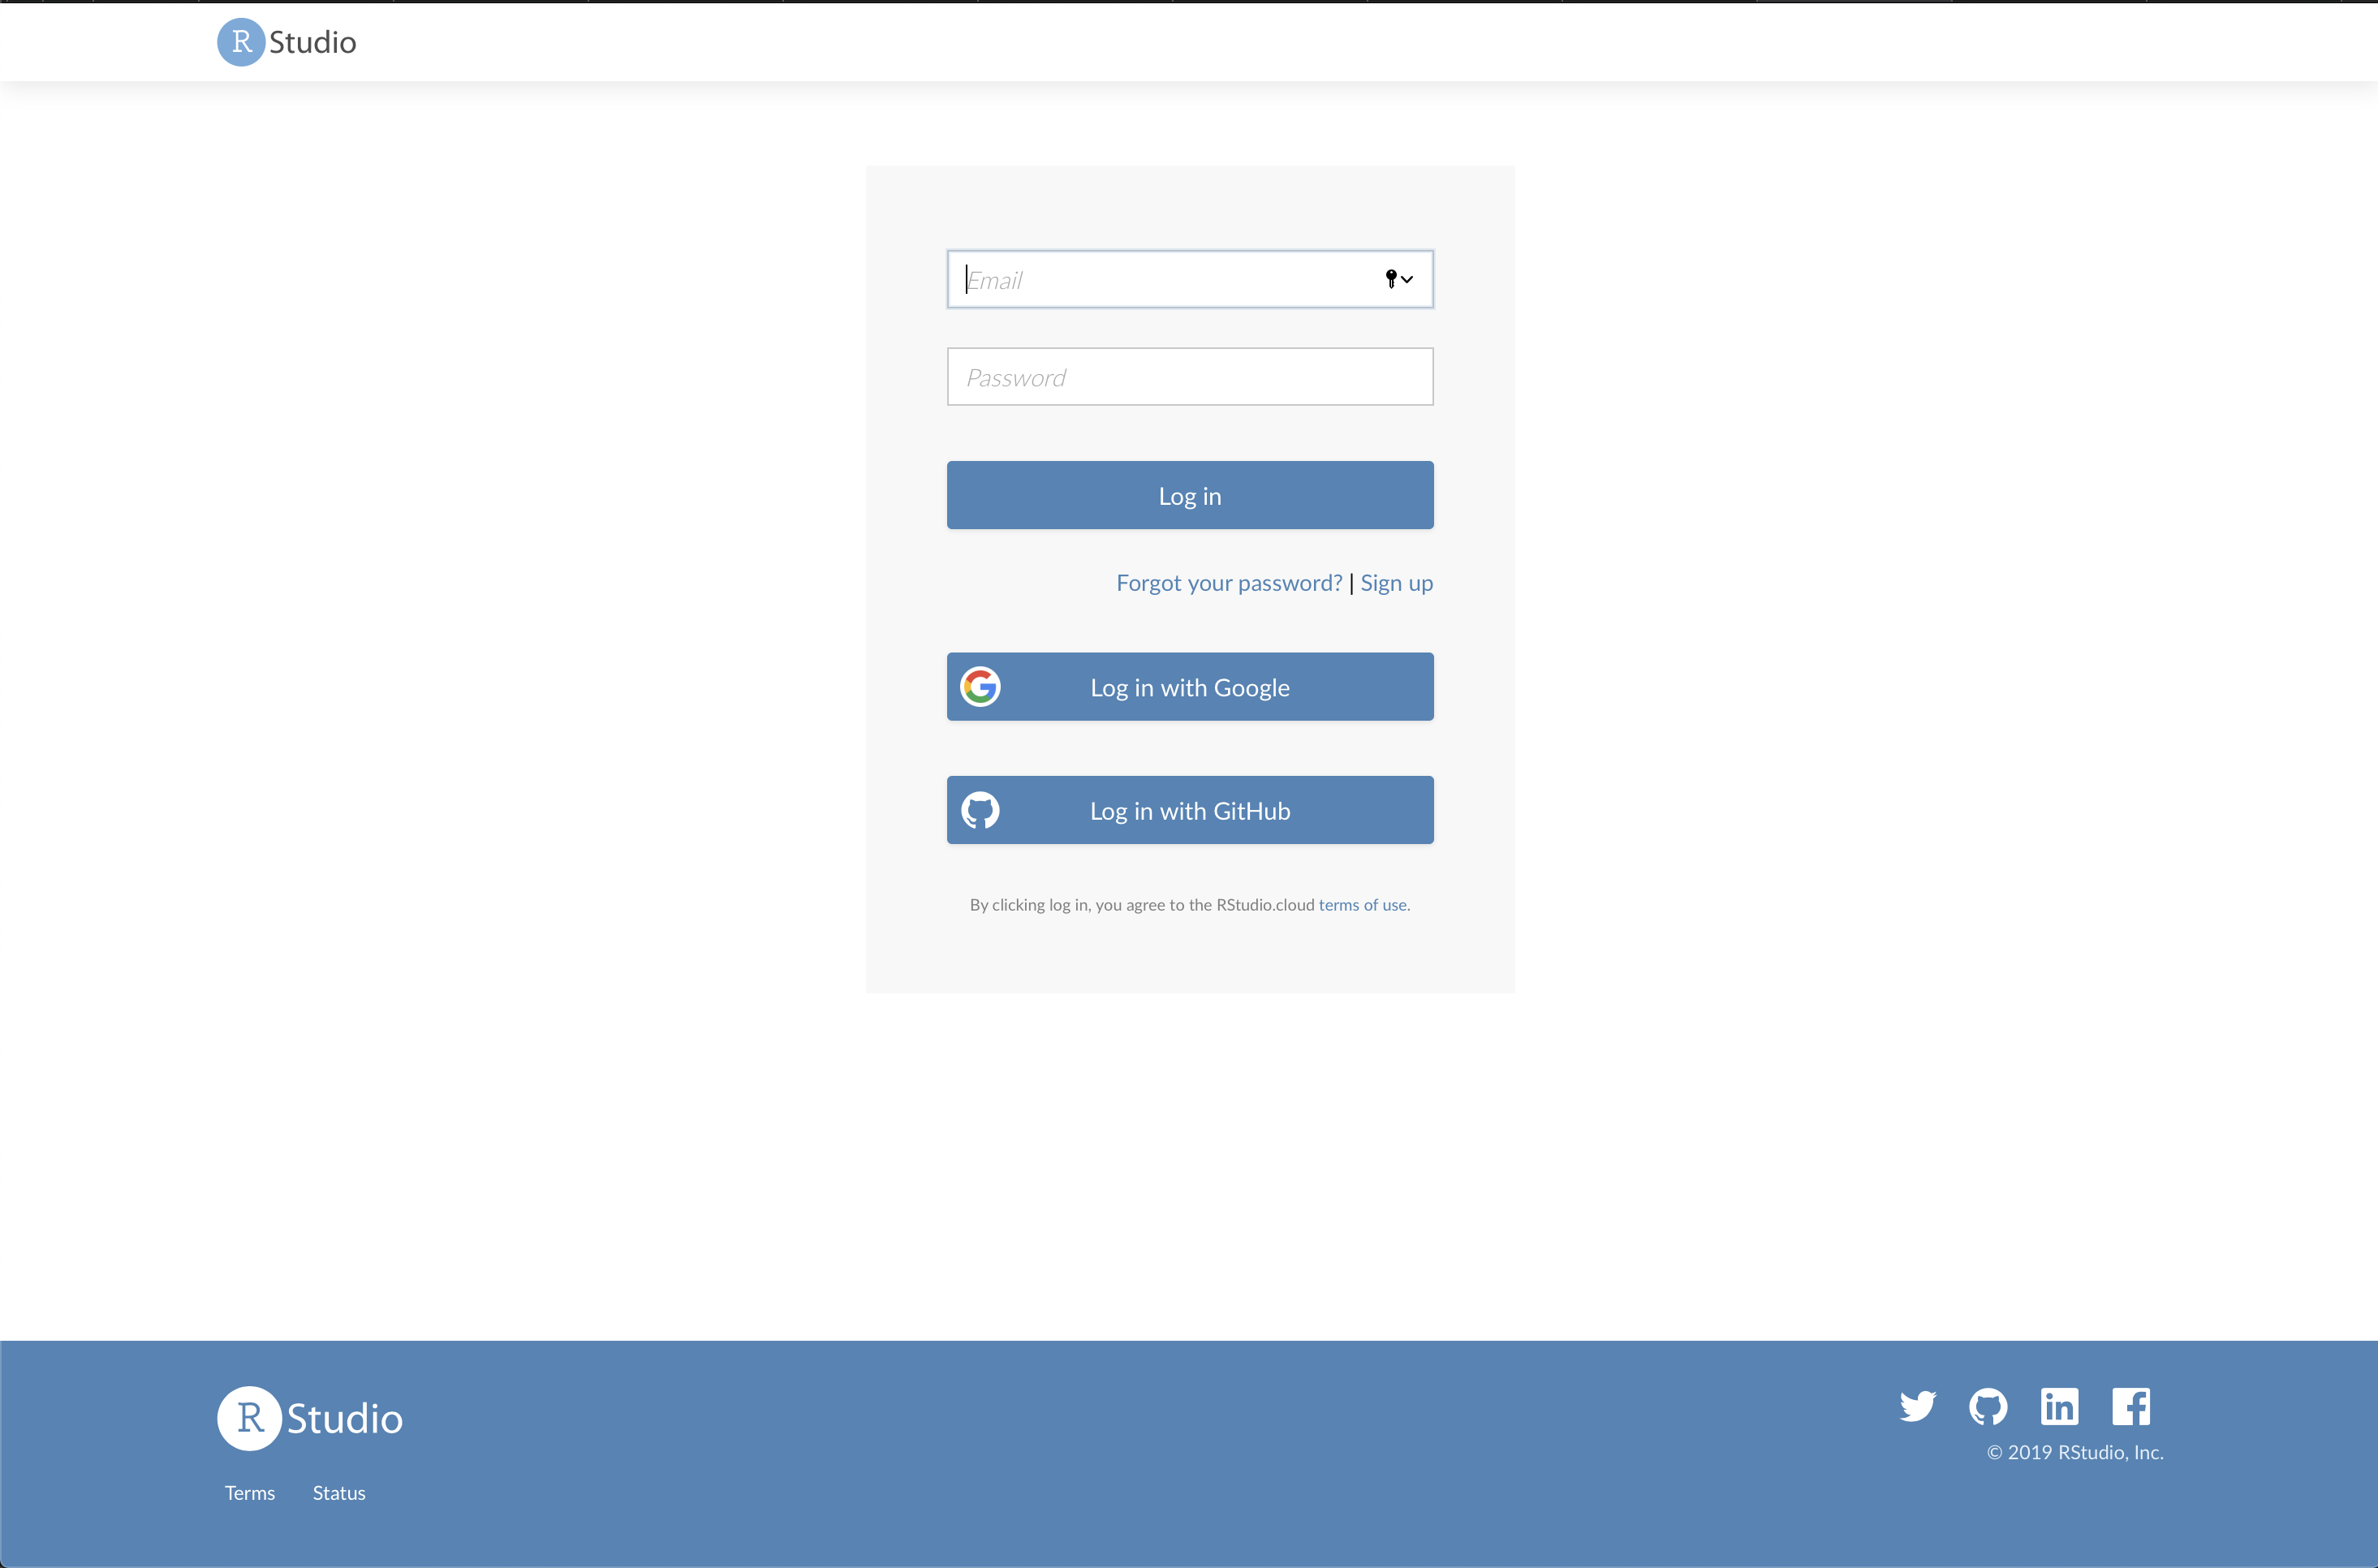 R Studio
Email
Password
Log in
Forgot your password? | Sign up
Log in with Google
Log in with GitHub
By clicking log in, you agree to the RStudio.cloud terms of use.
R Studio
© 2019 RStudio, Inc.
Terms Status